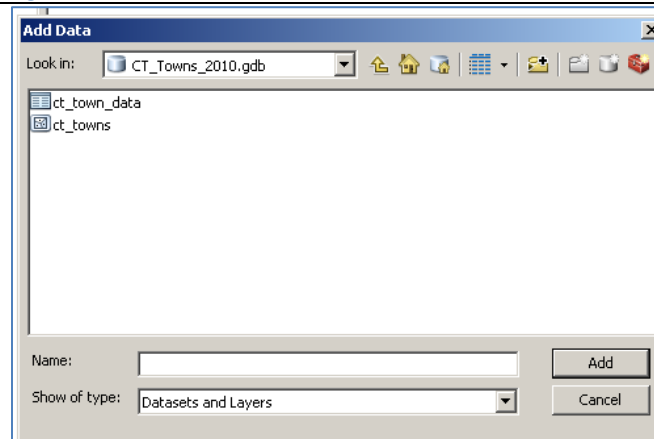 Add Data
Look in: CT_Towns_2010.gdb
ct_town_data
ct_towns
Name: Add
Show of type: Datasets and Layers Cancel